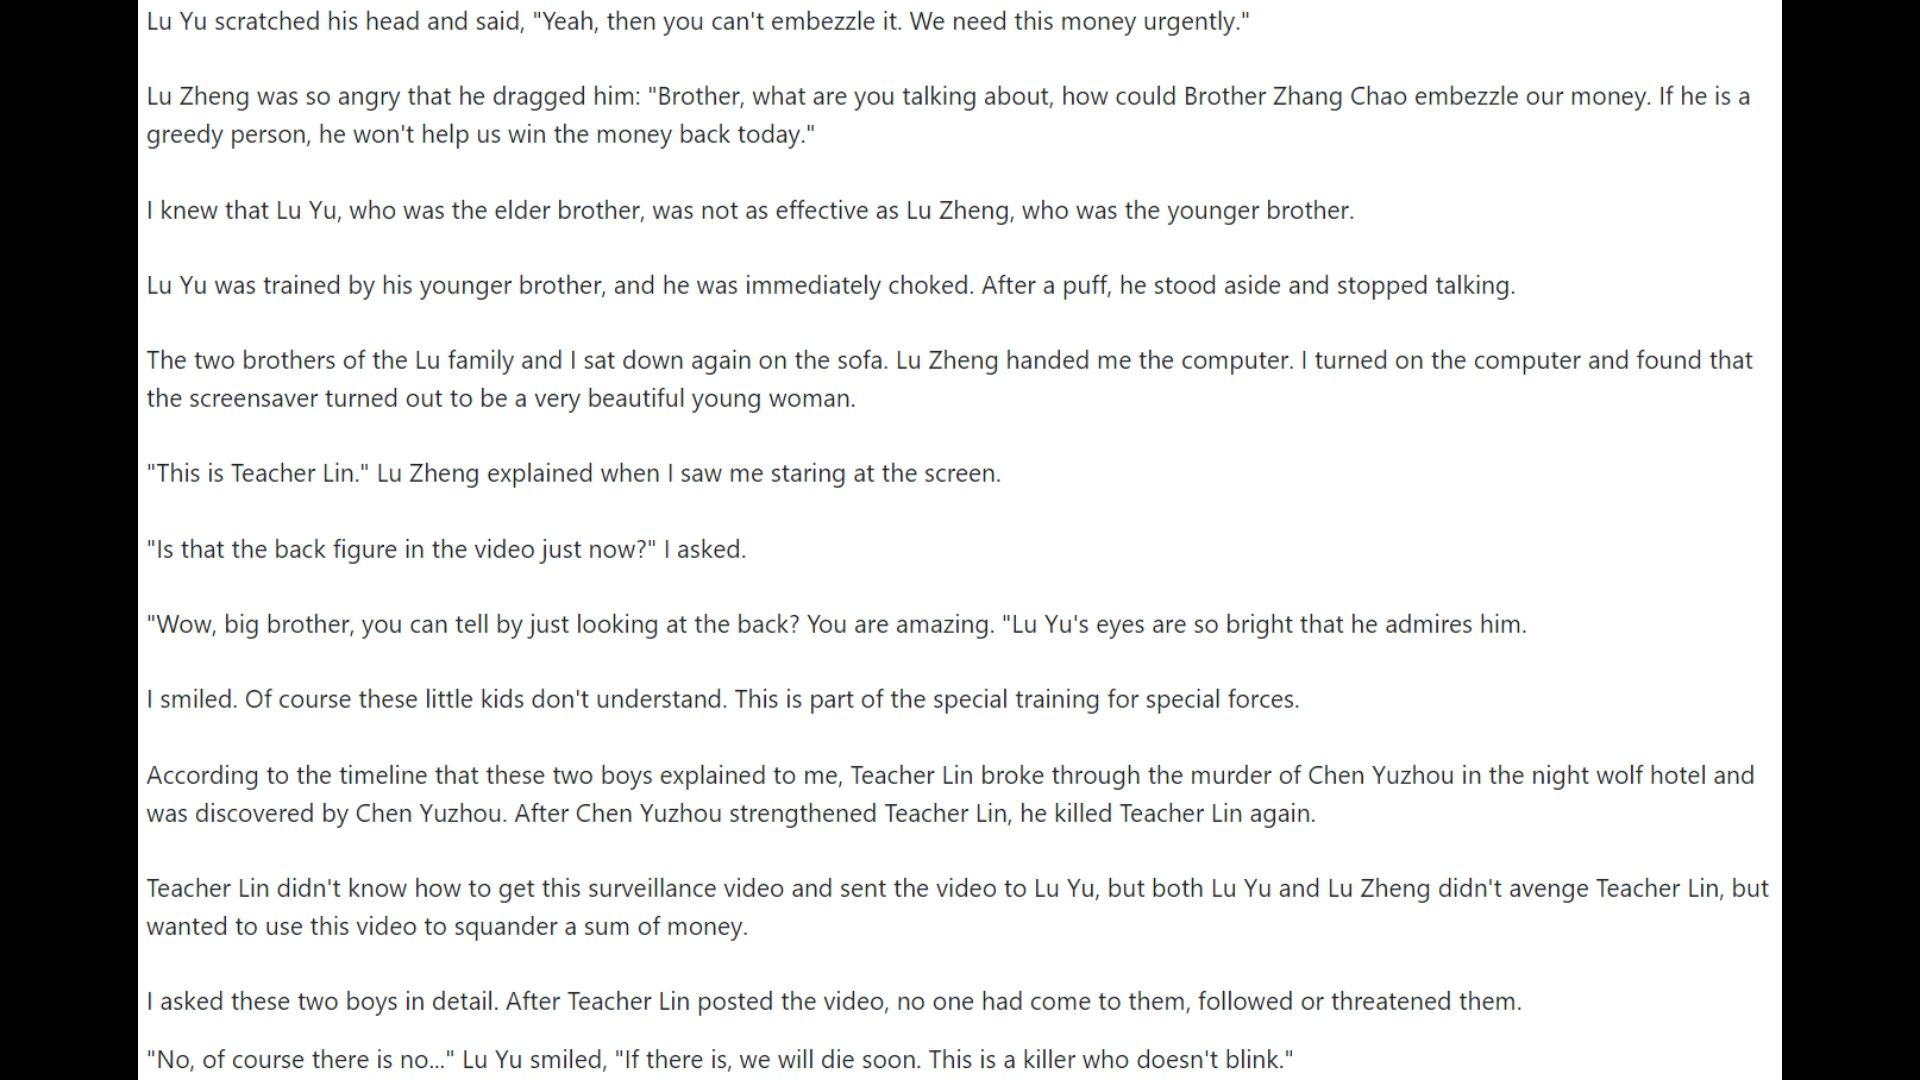 Lu Yu scratched his head and said, "Yeah, then you can't embezzle it. We need this money urgently."
Lu Zheng was so angry that he dragged him: "Brother, what are you talking about, how could Brother Zhang Chao embezzle our money. If he is a
greedy person, he won't help us win the money back today."
I knew that Lu Yu, who was the elder brother, was not as effective as Lu Zheng, who was the younger brother.
Lu Yu was trained by his younger brother, and he was immediately choked. After a puff, he stood aside and stopped talking.
The two brothers of the Lu family and I sat down again on the sofa. Lu Zheng handed me the computer. I turned on the computer and found that
the screensaver turned out to be a very beautiful young woman.
"This is Teacher Lin." Lu Zheng explained when I saw me staring at the screen.
"Is that the back figure in the video just now?" I asked.
"Wow, big brother, you can tell by just looking at the back? You are amazing. "Lu Yu's eyes are so bright that he admires him.
I smiled. Of course these little kids don't understand. This is part of the special training for special forces.
According to the timeline that these two boys explained to me, Teacher Lin broke through the murder of Chen Yuzhou in the night wolf hotel and
was discovered by Chen Yuzhou. After Chen Yuzhou strengthened Teacher Lin, he killed Teacher Lin again.
Teacher Lin didn't know how to get this surveillance video and sent the video to Lu Yu, but both Lu Yu and Lu Zheng didn't avenge Teacher Lin, but
wanted to use this video to squander a sum of money.
I asked these two boys in detail. After Teacher Lin posted the video, no one had come to them, followed or threatened them.
"No, of course there is no..." Lu Yu smiled, "If there is, we will die soon. This is a killer who doesn't blink."